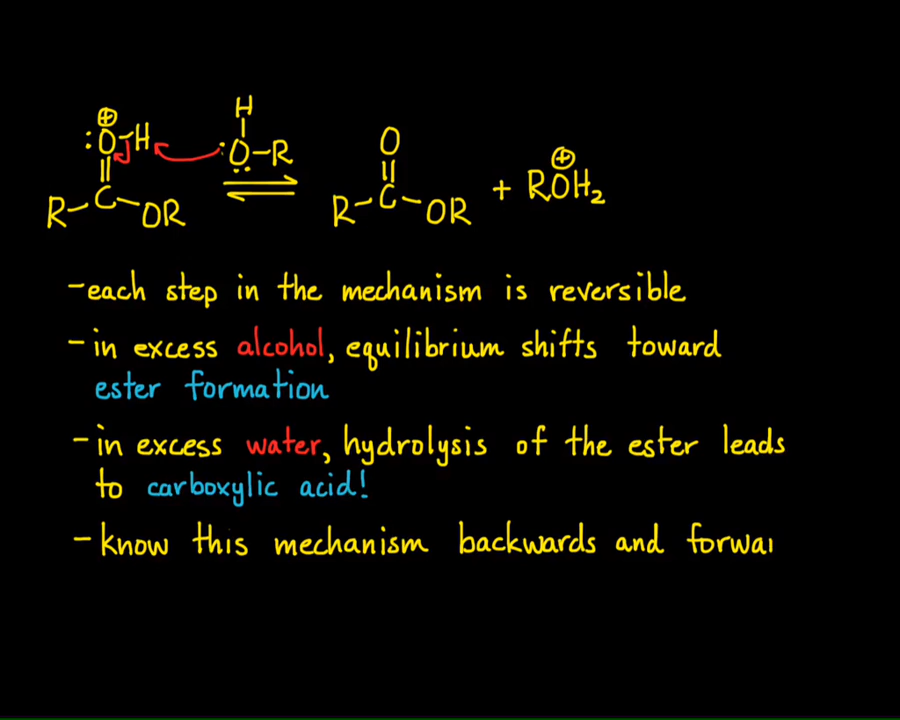 ⊕ H
:O-H :O-R ⊕
O
R-C-OR ⇌ R-C-OR + ROH₂
-each step in the mechanism is reversible
-in excess alcohol, equilibrium shifts toward
ester formation
-in excess water, hydrolysis of the ester leads
to carboxylic acid!
-know this mechanism backwards and forwar